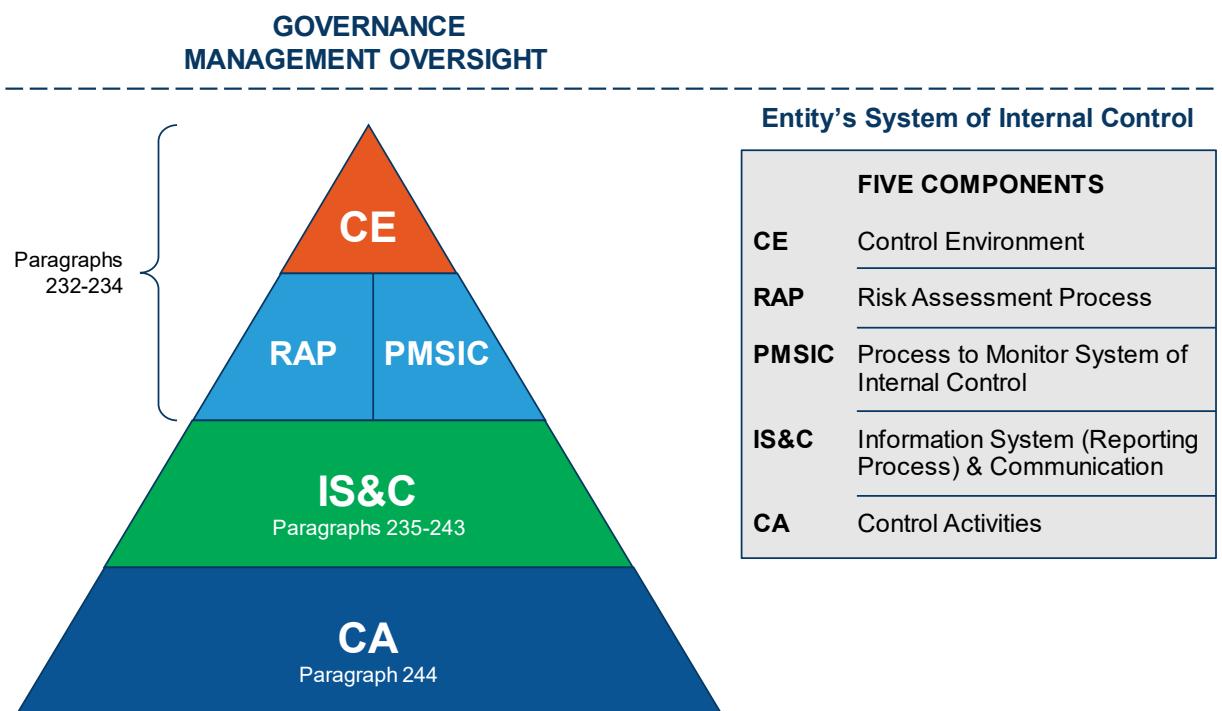 GOVERNANCE
MANAGEMENT OVERSIGHT
Paragraphs
232-234
CE
RAP
PMSIC
IS&C
Paragraphs 235-243
CA
Paragraph 244
Entity’s System of Internal Control
FIVE COMPONENTS
CE Control Environment
RAP Risk Assessment Process
PMSIC Process to Monitor System of
Internal Control
IS&C Information System (Reporting
Process) & Communication
CA Control Activities